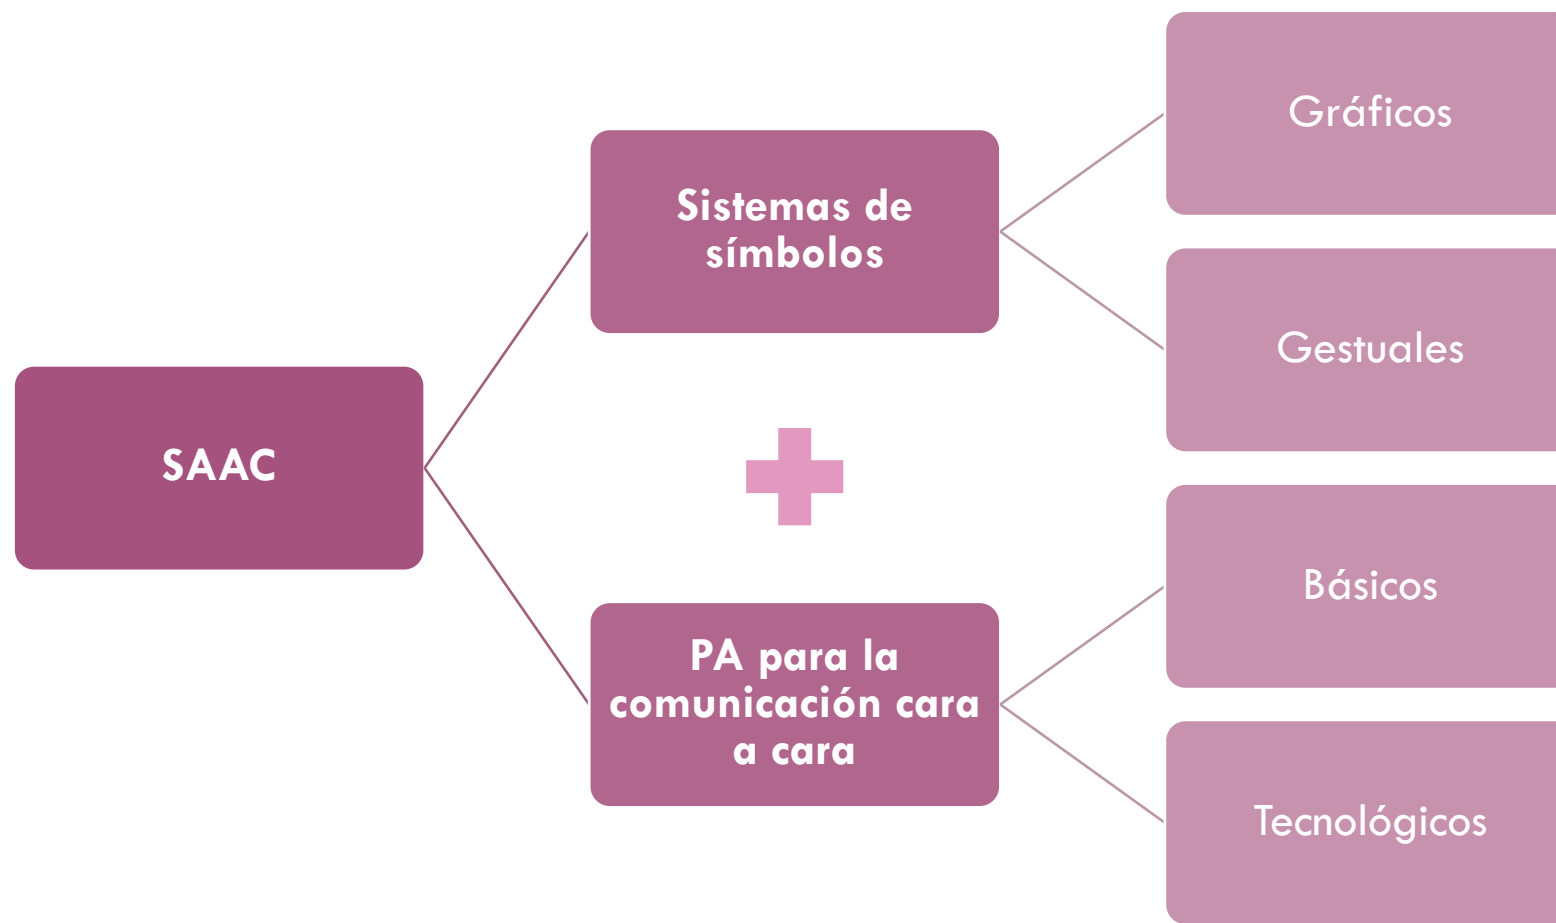 SAAC
Sistemas de
símbolos
Gráficos
Gestuales
PA para la
comunicación cara
a cara
Básicos
Tecnológicos